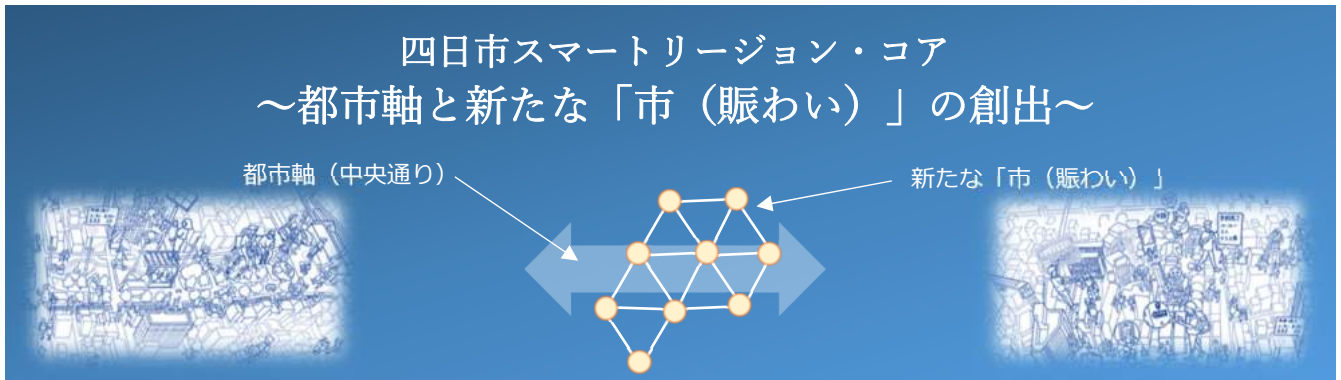 四日市スマートリージョン・コア
～都市軸と新たな「市（賑わい）」の創出～
都市軸（中央通り）
新たな「市（賑わい）」